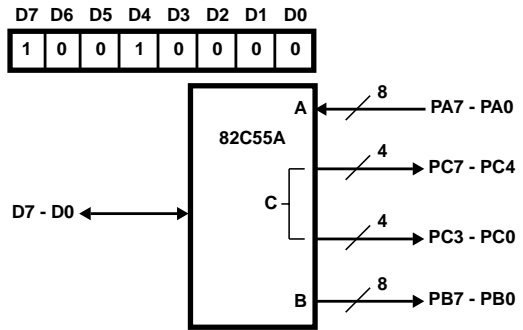 D7 D6 D5 D4 D3 D2 D1 D0
1 0 0 1 0 0 0 0
8
A PA7 - PA0
82C55A
4
PC7 - PC4
C
D7 - D0
4
PC3 - PC0
8
B PB7 - PB0